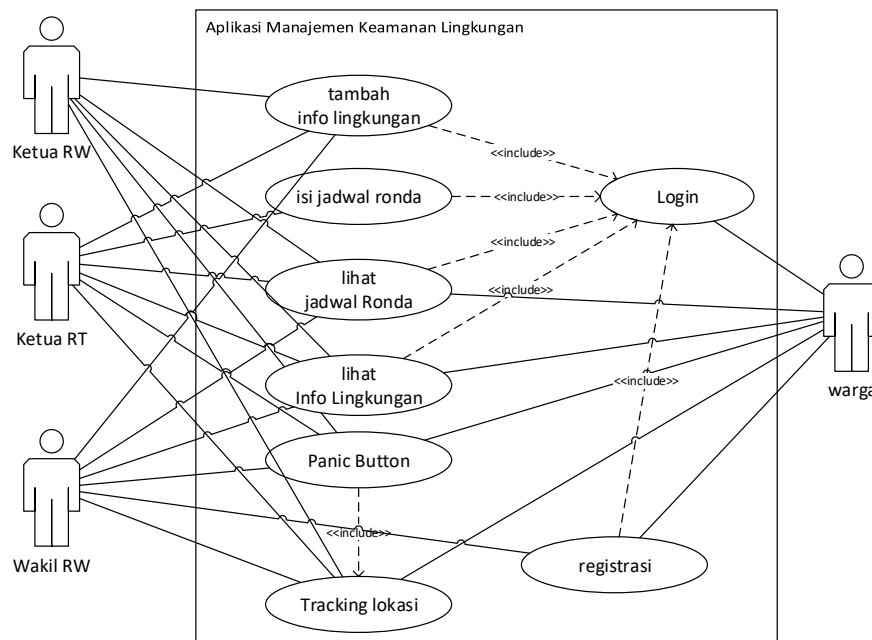 Aplikasi Manajemen Keamanan Lingkungan
Ketua RW
tambah
info lingkungan
<<include>>
isi jadwal ronda
<<include>>
Login
Ketua RT
lihat
jadwal Ronda
<<include>>
<<include>>
lihat
Info Lingkungan
<<include>>
warga
Panic Button
<<include>>
Wakil RW
registrasi
Tracking lokasi